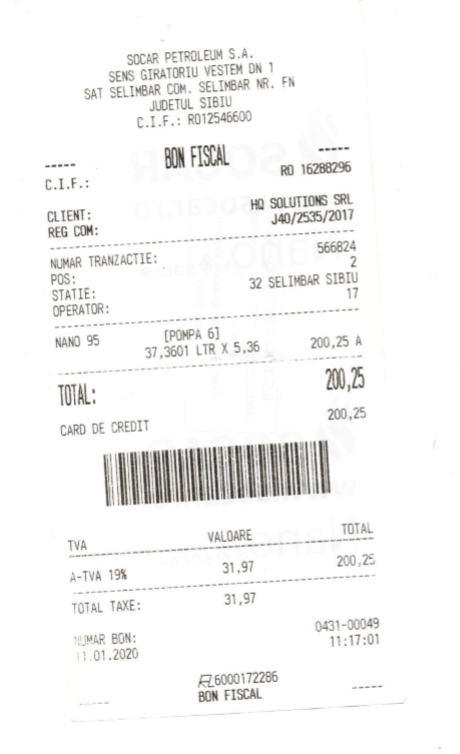 SOCAR PETROLEUM S.A.
SENS GIRATORIU VESTEM DN 1
SAT SELIMBAR COM. SELIMBAR NR. FN
JUDETUL SIBIU
C.I.F.: RO12546600
----- BON FISCAL -----
C.I.F.: RO 16288296
CLIENT: HQ SOLUTIONS SRL
REG COM: J40/2535/2017
NUMAR TRANZACTIE: 566824
POS: 2
STATIE: 32 SELIMBAR SIBIU
OPERATOR: 17
NANO 95 [POMPA 6]
37,3601 LTR X 5,36 200,25 A
TOTAL: 200,25
CARD DE CREDIT 200,25
TVA VALOARE TOTAL
A-TVA 19% 31,97 200,25
TOTAL TAXE: 31,97
NUMAR BON: 0431-00049
11.01.2020 11:17:01
6000172286
----- BON FISCAL -----